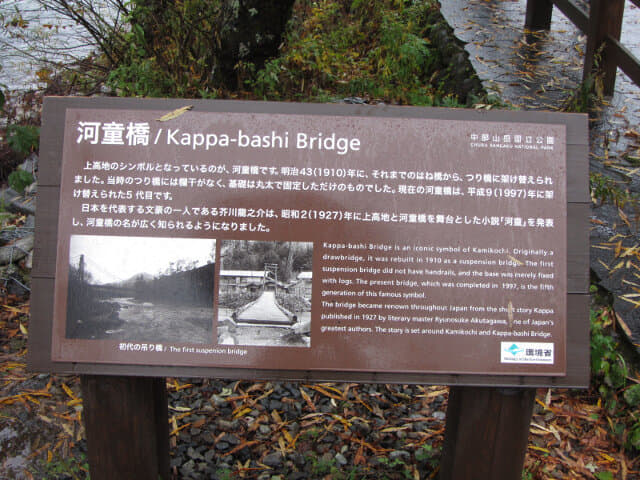 河童橋 / Kappa-bashi Bridge
中部山岳国立公園
CHUBU SANGAKU NATIONAL PARK
上高地のシンボルとなっているのが、河童橋です。明治43(1910)年に、それまでのはね橋から、つり橋に架け替えられ
ました。当時のつり橋には欄干がなく、基礎は丸太で固定しただけのものでした。現在の河童橋は、平成9(1997)年に架
け替えられた5代目です。
日本を代表する文豪の一人である芥川龍之介は、昭和2(1927)年に上高地と河童橋を舞台とした小説「河童」を発表
し、河童橋の名が広く知られるようになりました。
Kappa-bashi Bridge is an iconic symbol of Kamikochi. Originally a
drawbridge, it was rebuilt in 1910 as a suspension bridge. The first
suspension bridge did not have handrails, and the base was merely fixed
with logs. The present bridge, which was completed in 1997, is the fifth
generation of this famous symbol.
The bridge became renown throughout Japan from the short story Kappa
published in 1927 by literary master Ryunosuke Akutagawa, ne of Japan's
greatest authors. The story is set around Kamikochi and Kappa-bashi Bridge.
初代の吊り橋 / The first suspension bridge
環境省
Ministry of the Environment